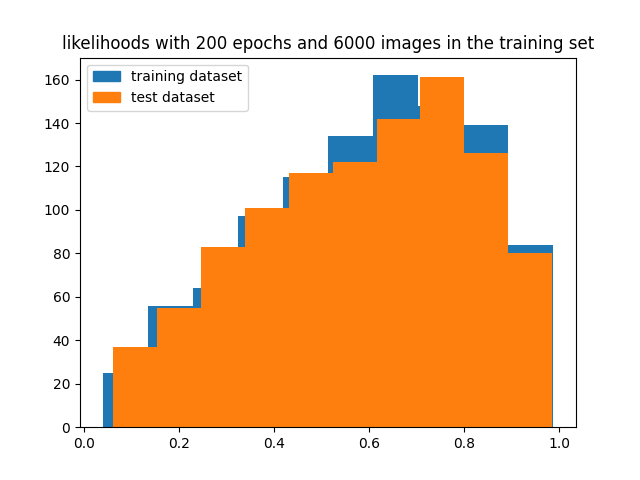 likelihoods with 200 epochs and 6000 images in the training set
training dataset
test dataset
160
140
120
100
80
60
40
20
0
0.0 0.2 0.4 0.6 0.8 1.0